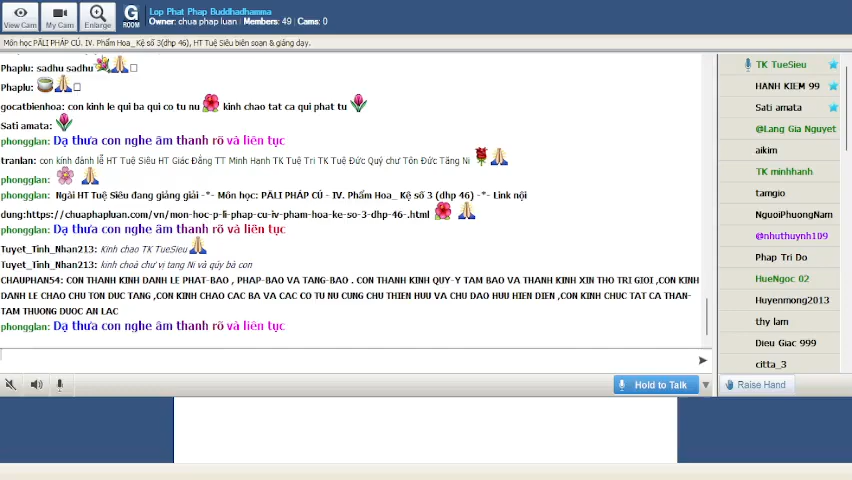 View Cam
My Cam
Enlarge
G
ROOM
Lop Phat Phap Buddhadhamma
Owner: chua phap luan / Members: 49 / Cams: 0
Môn học PĀLI PHÁP CÚ. IV. Phẩm Hoa_ Kệ số 3(dhp 46), HT Tuệ Siêu biên soạn & giảng dạy.
Phaplu: sadhu sadhu
Phaplu:
gocatbienhoa: con kinh le qui ba qui co tu nu kinh chao tat ca qui phat tu
Sati amata:
phongglan: Dạ thưa con nghe âm thanh rõ và liên tục
tranlan: con kính đảnh lễ HT Tuệ Siêu HT Giác Đẳng TT Minh Hạnh TK Tuệ Tri TK Tuệ Đức Quý chư Tôn Đức Tăng Ni
phongglan:
phongglan: Ngài HT Tuệ Siêu đang giảng giải -*- Môn học: PĀLI PHÁP CÚ - IV. Phẩm Hoa_ Kệ số 3 (dhp 46) -*- Link nội
dung:https://chuaphapluan.com/vn/mon-hoc-p-li-phap-cu-iv-pham-hoa-ke-so-3-dhp-46-.html
phongglan: Dạ thưa con nghe âm thanh rõ và liên tục
Tuyet_Tinh_Nhan213: Kinh chao TK TueSieu
Tuyet_Tinh_Nhan213: kinh choà chư vị tang Ni và qúy bà con
CHAUPHAN54: CON THANH KINH DANH LE PHAT-BAO , PHAP-BAO VA TANG-BAO . CON THANH KINH QUY-Y TAM BAO VA THANH KINH XIN THO TRI GIOI ,CON KINH
DANH LE CHAO CHU TON DUC TANG ,CON KINH CHAO CAC BA VA CAC CO TU NU CUNG CHU THIEN HUU VA CHU DAO HUU HIEN DIEN ,CON KINH CHUC TAT CA THAN-
TAM THUONG DUOC AN LAC
phongglan: Dạ thưa con nghe âm thanh rõ và liên tục
Hold to Talk
TK TueSieu
HANH KIEM 99
Sati amata
@Lang Gia Nguyet
aikim
TK minhhanh
tamgio
NguoiPhuongNam
@nhuthuynh109
Phap Tri Do
HueNgoc 02
Huyenmong2013
thy lam
Dieu Giac 999
citta_3
Raise Hand